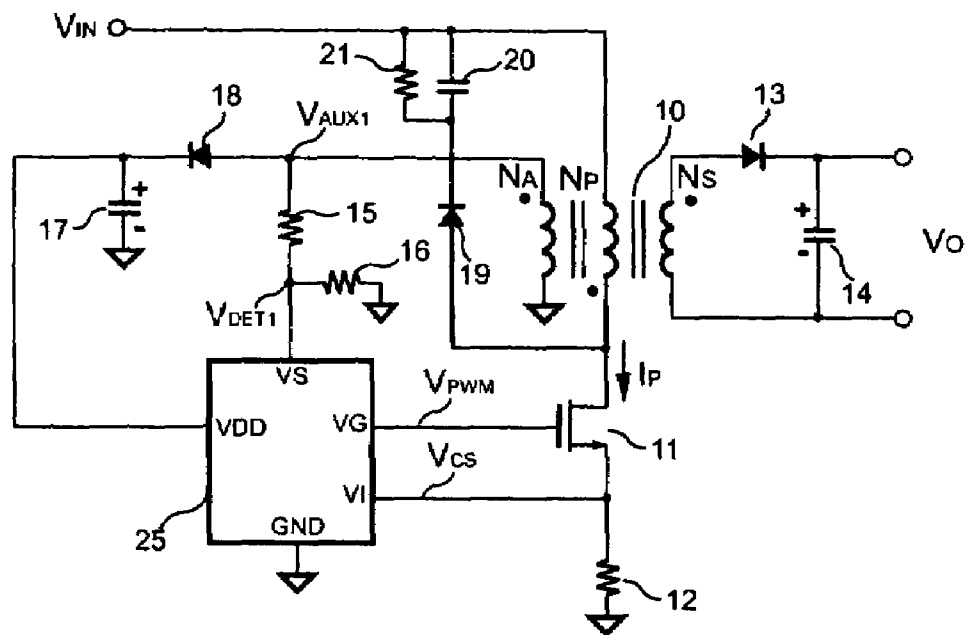 VIN
21
20
18
VAUX1
10
13
NA
NP
NS
17
15
16
19
14
VO
VDET1
IP
VS
VPWM
VDD
VG
11
VCS
VI
25
GND
12
+
-
+
-